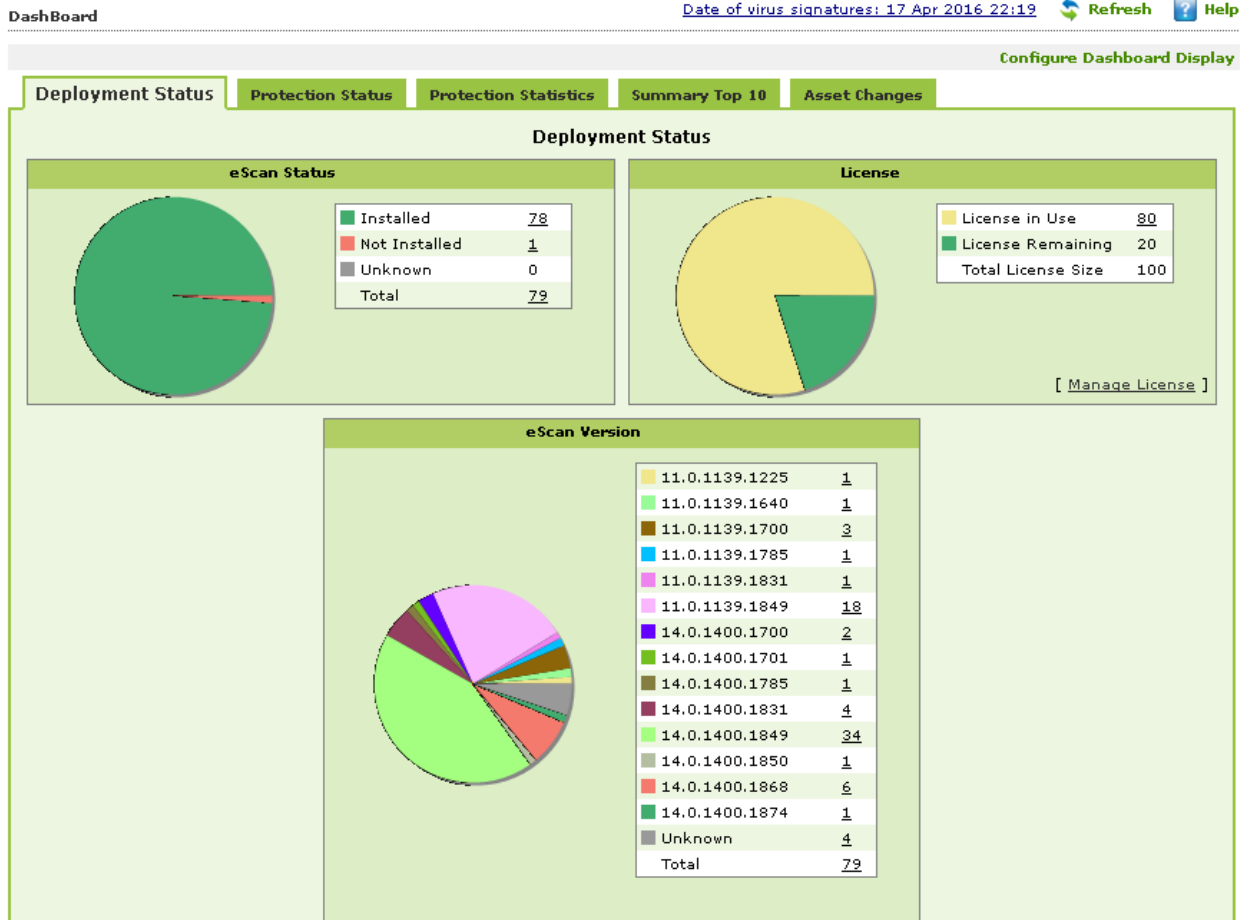 DashBoard
Date of virus signatures: 17 Apr 2016 22:19 Refresh ? Help
Configure Dashboard Display
Deployment Status Protection Status Protection Statistics Summary Top 10 Asset Changes
Deployment Status
eScan Status
Installed 78
Not Installed 1
Unknown 0
Total 79
License
License in Use 80
License Remaining 20
Total License Size 100
[ Manage License ]
eScan Version
11.0.1139.1225 1
11.0.1139.1640 1
11.0.1139.1700 3
11.0.1139.1785 1
11.0.1139.1831 1
11.0.1139.1849 18
14.0.1400.1700 2
14.0.1400.1701 1
14.0.1400.1785 1
14.0.1400.1831 4
14.0.1400.1849 34
14.0.1400.1850 1
14.0.1400.1868 6
14.0.1400.1874 1
Unknown 4
Total 79